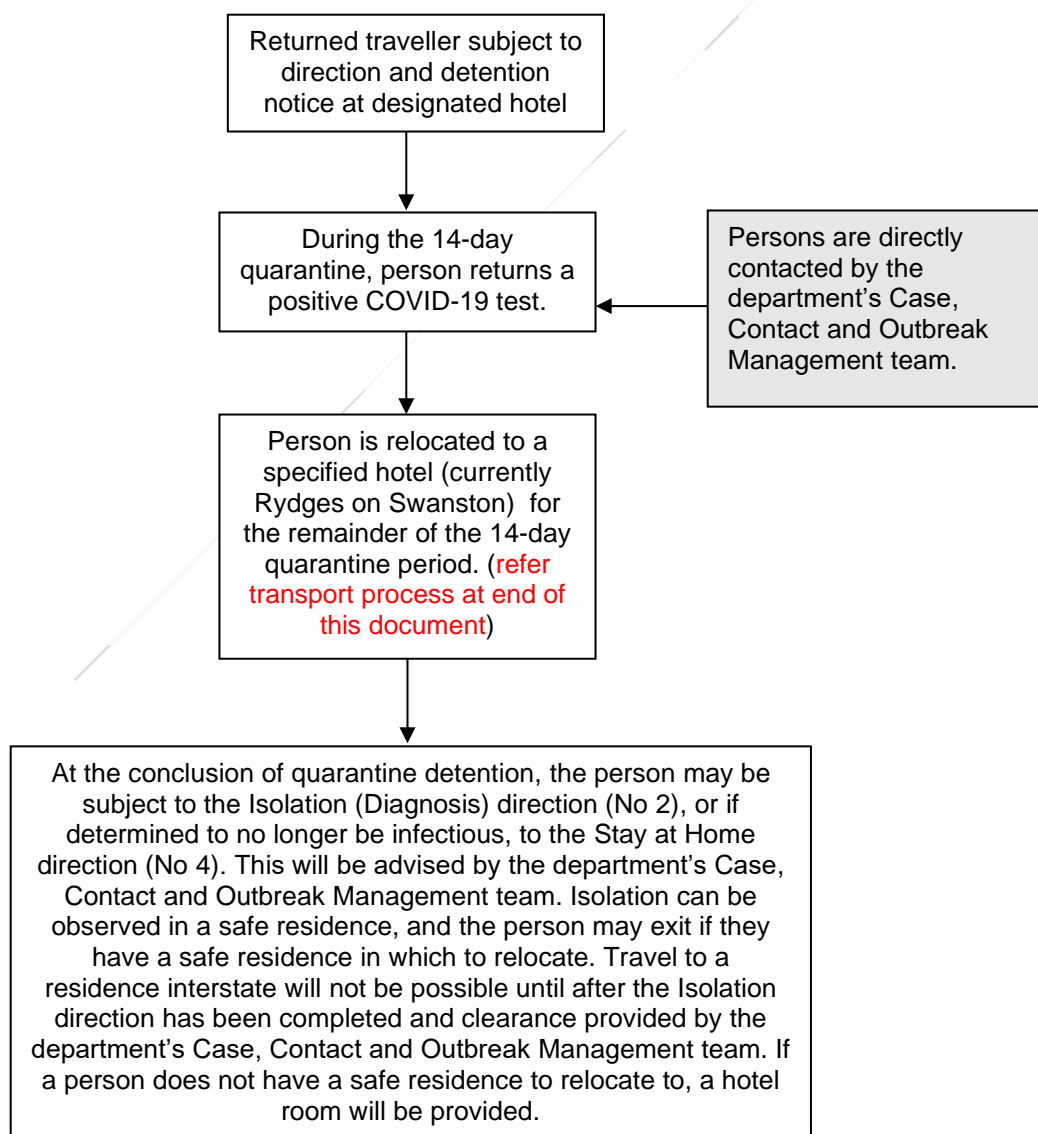 Returned traveller subject to
direction and detention
notice at designated hotel
During the 14-day
quarantine, person returns a
positive COVID-19 test.
Persons are directly
contacted by the
department's Case,
Contact and Outbreak
Management team.
Person is relocated to a
specified hotel (currently
Rydges on Swanston)  for
the remainder of the 14-day
quarantine period. (refer
transport process at end of
this document)
At the conclusion of quarantine detention, the person may be
subject to the Isolation (Diagnosis) direction (No 2), or if
determined to no longer be infectious, to the Stay at Home
direction (No 4). This will be advised by the department's Case,
Contact and Outbreak Management team. Isolation can be
observed in a safe residence, and the person may exit if they
have a safe residence in which to relocate. Travel to a
residence interstate will not be possible until after the Isolation
direction has been completed and clearance provided by the
department's Case, Contact and Outbreak Management team. If
a person does not have a safe residence to relocate to, a hotel
room will be provided.